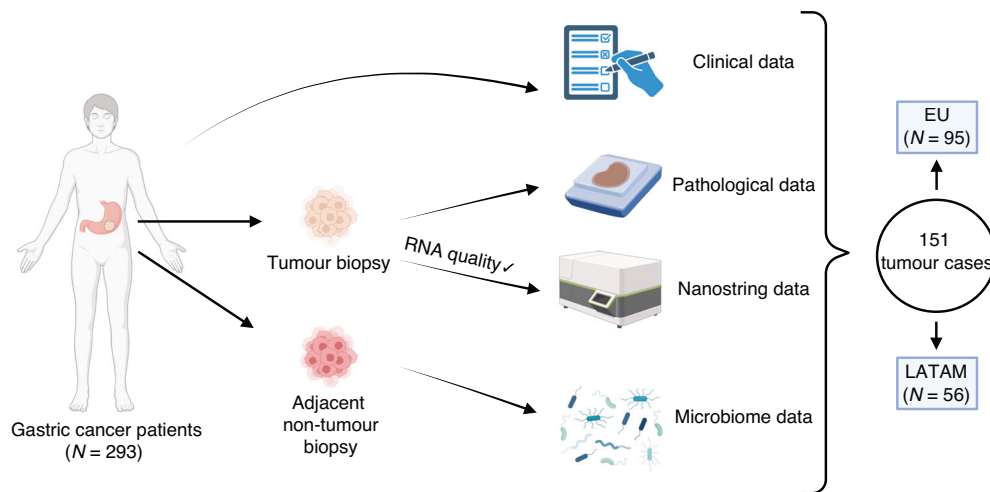 Clinical data
EU
(N = 95)
Pathological data
RNA quality✓
Tumour biopsy
151
tumour cases
Nanostring data
LATAM
(N = 56)
Adjacent
non-tumour
biopsy
Microbiome data
Gastric cancer patients
(N = 293)